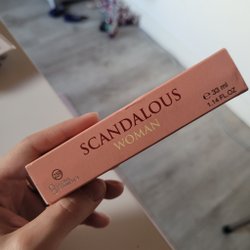 SCANDALOUS
WOMAN
℮ 33 ml
1.14 FL.OZ